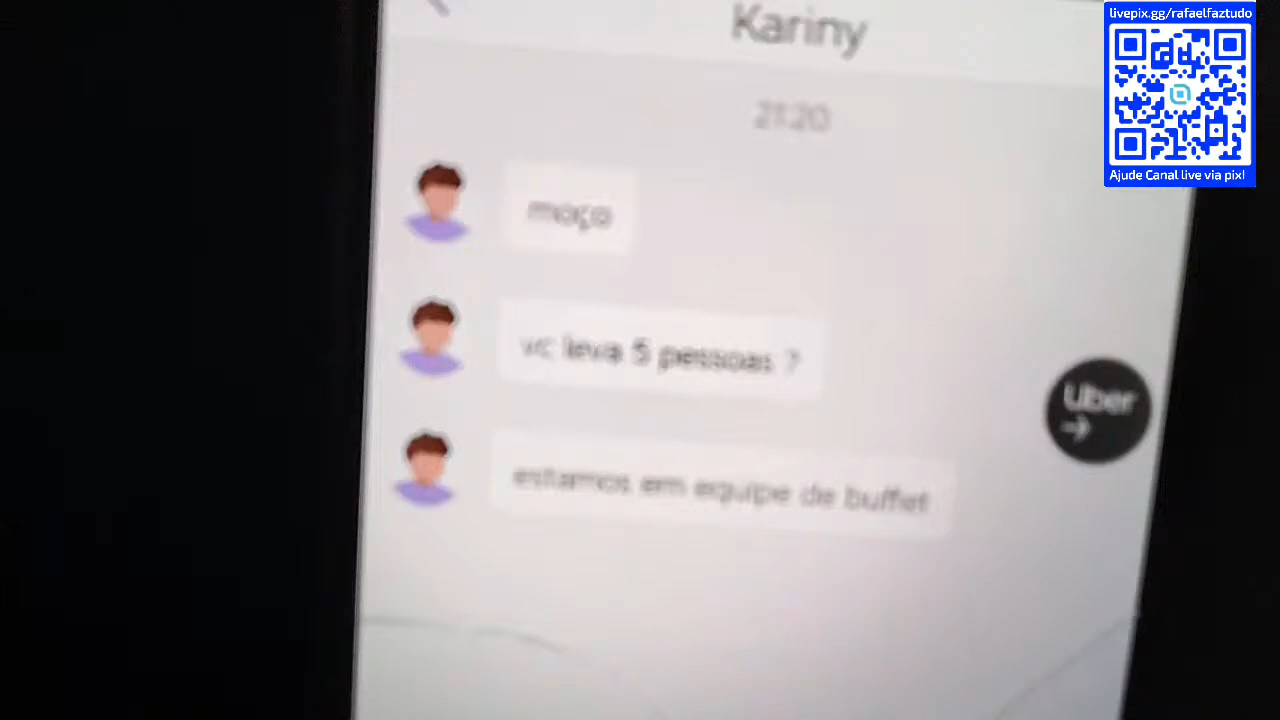 livepix.gg/rafaelfaztudo
Kariny
21:20
moço
vc leva 5 pessoas ?
estamos em equipe de buffet
Uber
→
Ajude Canal live via pix!